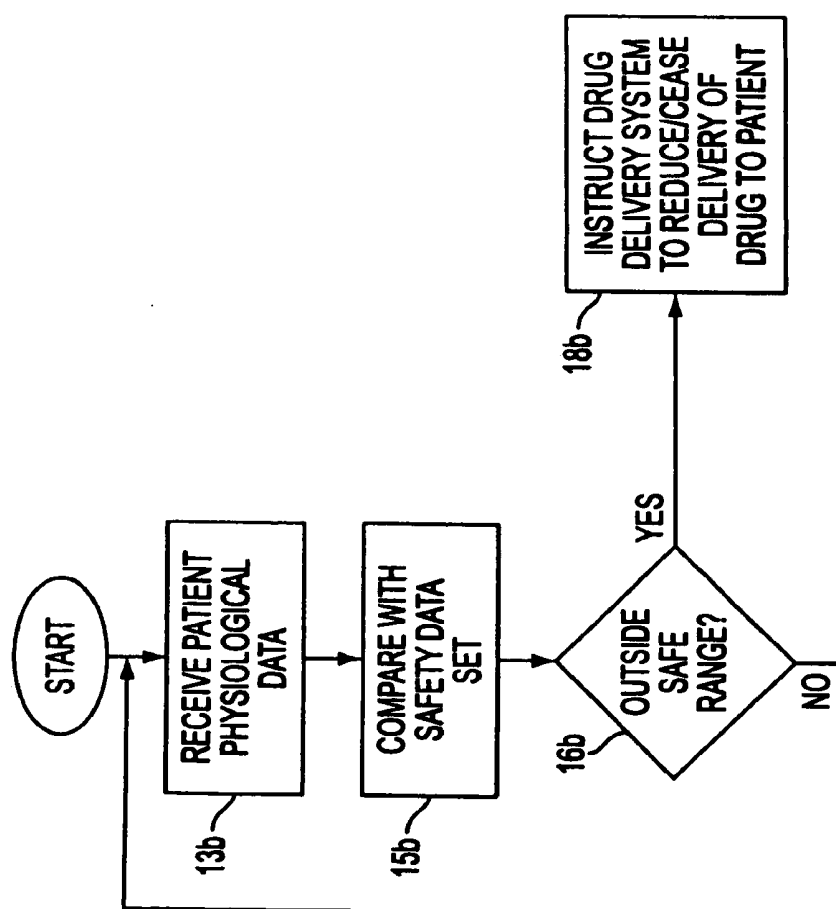 START
RECEIVE PATIENT
PHYSIOLOGICAL
DATA
13b
COMPARE WITH
SAFETY DATA
SET
15b
OUTSIDE
SAFE
RANGE?
16b
YES
NO
INSTRUCT DRUG
DELIVERY SYSTEM
TO REDUCE/CEASE
DELIVERY OF
DRUG TO PATIENT
18b